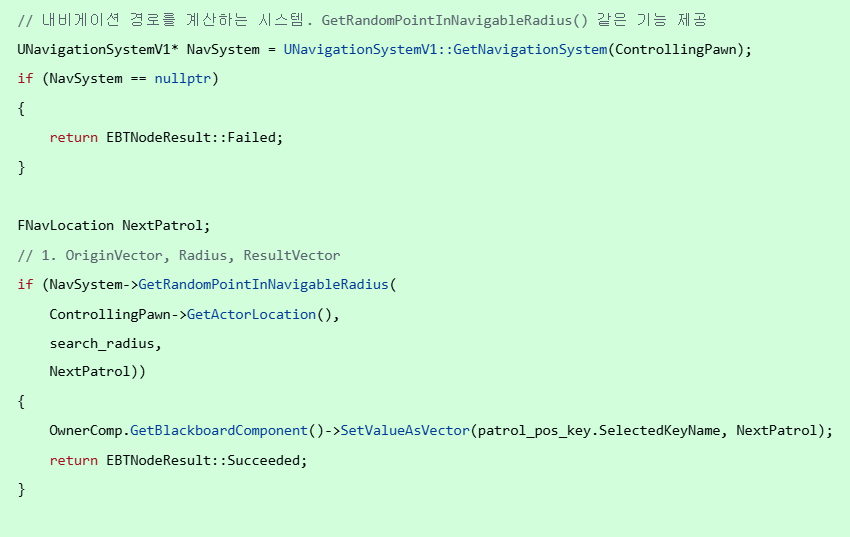 // 내비게이션 경로를 계산하는 시스템. GetRandomPointInNavigableRadius() 같은 기능 제공
UNavigationSystemV1* NavSystem = UNavigationSystemV1::GetNavigationSystem(ControllingPawn);
if (NavSystem == nullptr)
{
    return EBTNodeResult::Failed;
}

FNavLocation NextPatrol;
// 1. OriginVector, Radius, ResultVector
if (NavSystem->GetRandomPointInNavigableRadius(
    ControllingPawn->GetActorLocation(),
    search_radius,
    NextPatrol))
{
    OwnerComp.GetBlackboardComponent()->SetValueAsVector(patrol_pos_key.SelectedKeyName, NextPatrol);
    return EBTNodeResult::Succeeded;
}